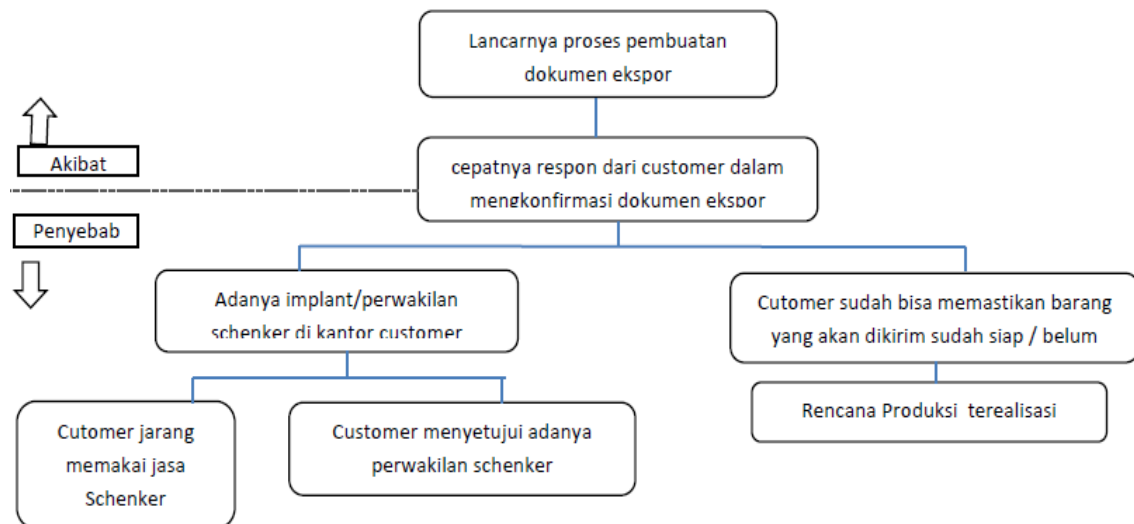 Lancarnya proses pembuatan
dokumen ekspor
Akibat
cepatnya respon dari customer dalam
mengkonfirmasi dokumen ekspor
Penyebab
Adanya implant/perwakilan
schenker di kantor customer
Cutomer sudah bisa memastikan barang
yang akan dikirim sudah siap / belum
Cutomer jarang
memakai jasa
Schenker
Customer menyetujui adanya
perwakilan schenker
Rencana Produksi terealisasi